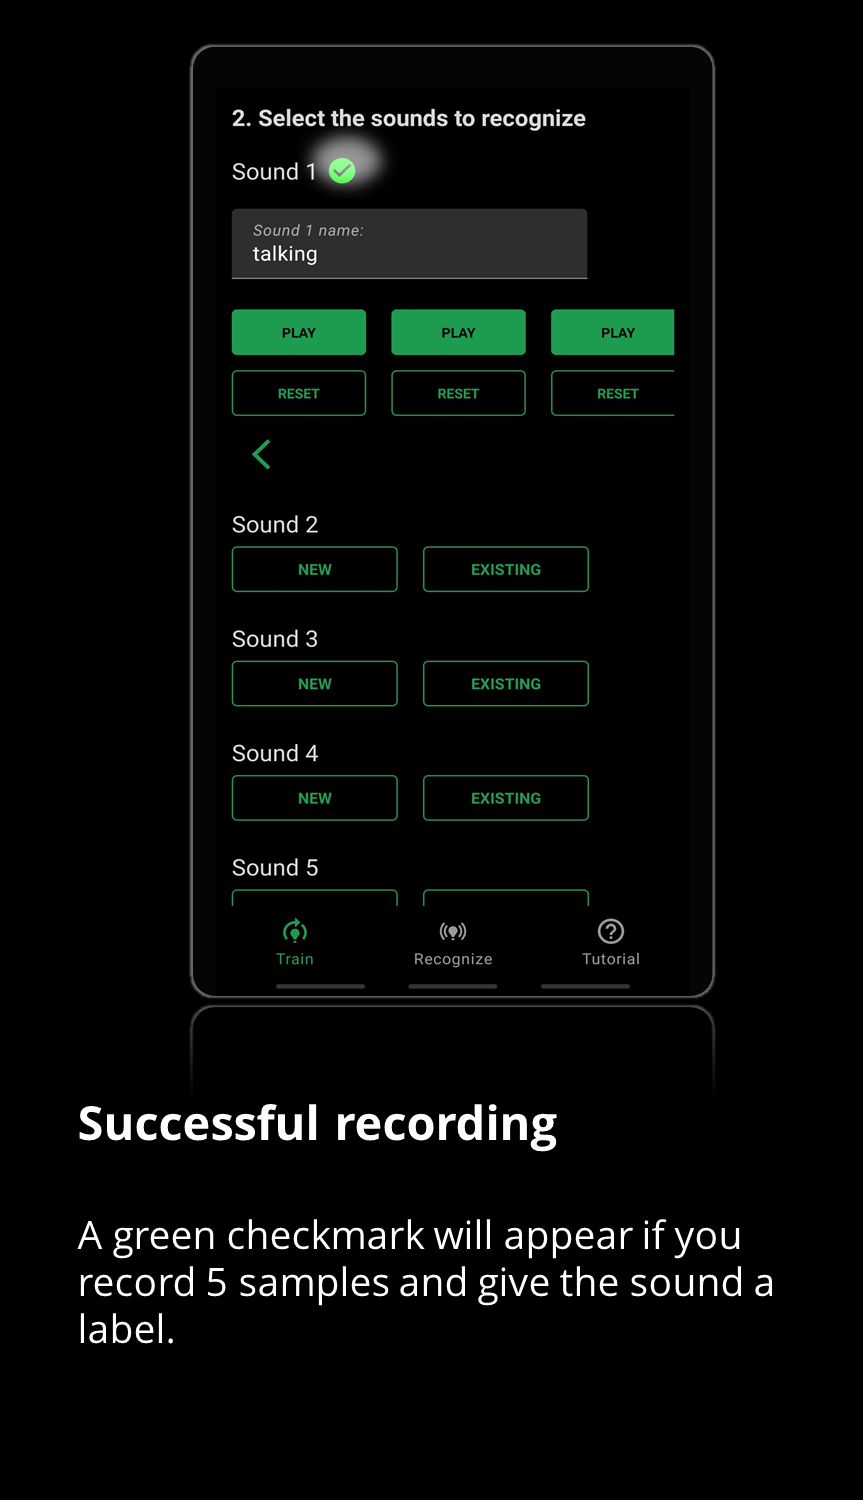 2. Select the sounds to recognize
Sound 1
Sound 1 name:
talking
PLAY PLAY PLAY
RESET RESET RESET
Sound 2
NEW EXISTING
Sound 3
NEW EXISTING
Sound 4
NEW EXISTING
Sound 5
Train Recognize Tutorial
Successful recording
A green checkmark will appear if you
record 5 samples and give the sound a
label.